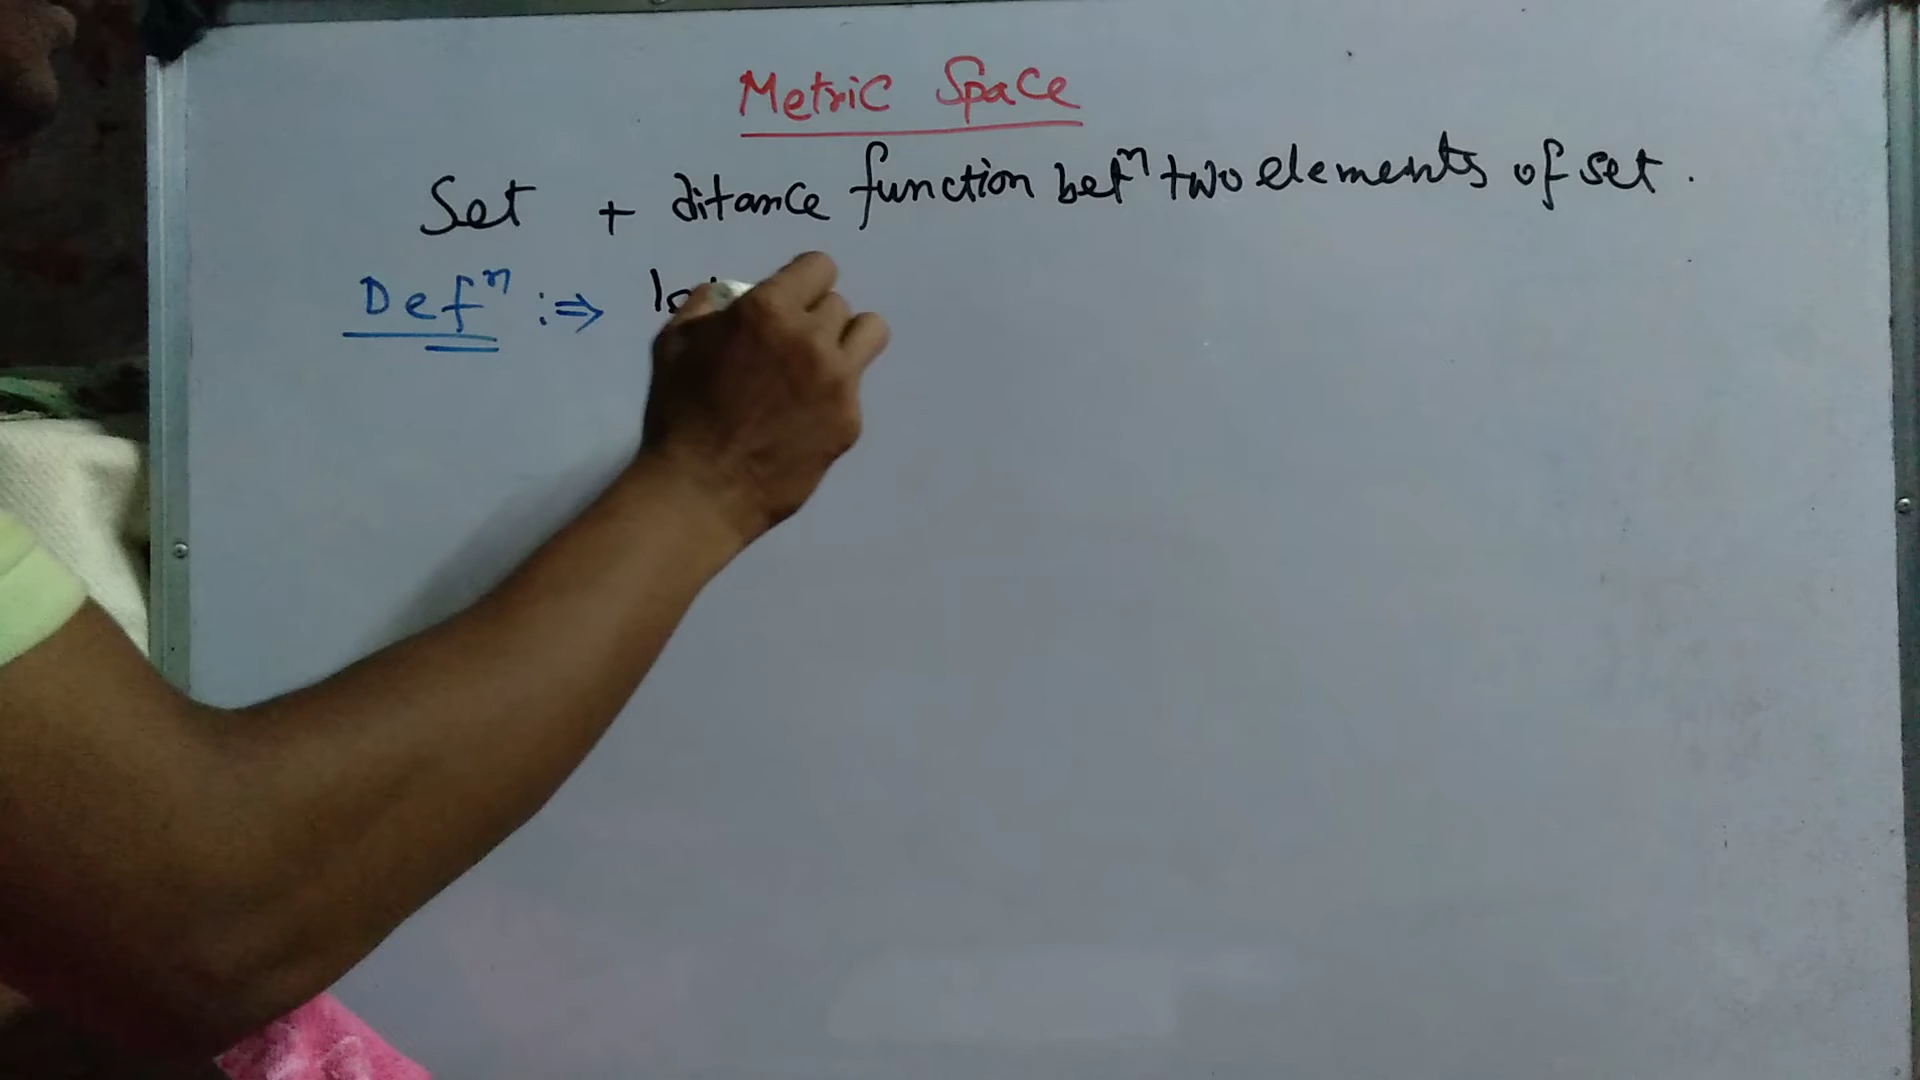 Metric Space
Set + ditance function betⁿ two elements of set.
Defⁿ :⇒